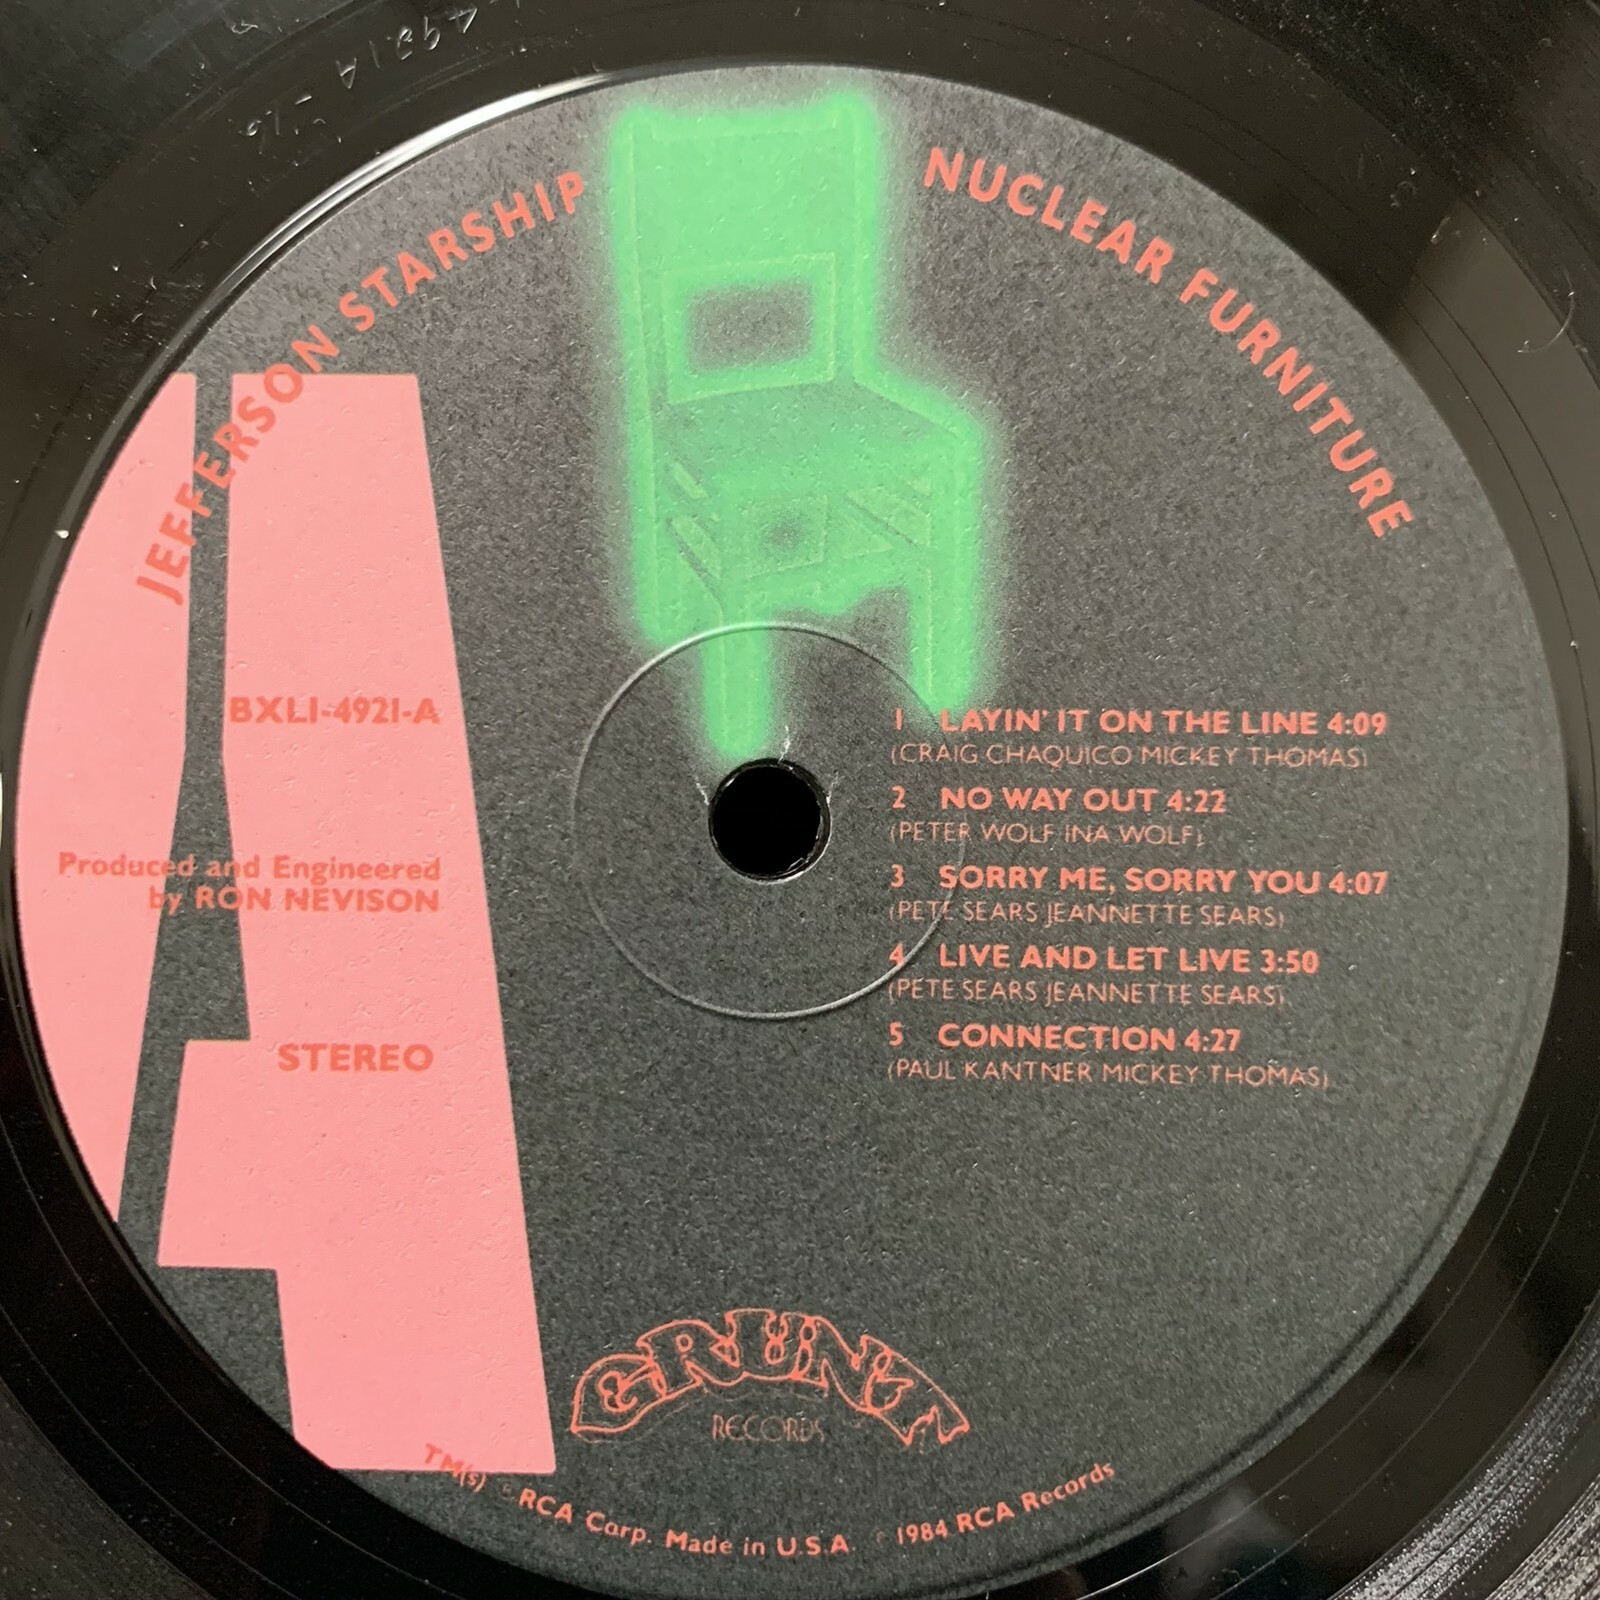 JEFFERSON STARSHIP
NUCLEAR FURNITURE
BXL1-4921-A
Produced and Engineered
by RON NEVISON
STEREO
1 LAYIN' IT ON THE LINE 4:09
(CRAIG CHAQUICO MICKEY THOMAS)
2 NO WAY OUT 4:22
(PETER WOLF INA WOLF)
3 SORRY ME, SORRY YOU 4:07
(PETE SEARS JEANNETTE SEARS)
4 LIVE AND LET LIVE 3:50
(PETE SEARS JEANNETTE SEARS)
5 CONNECTION 4:27
(PAUL KANTNER MICKEY THOMAS)
GRUNT
RECORDS
TM(s) ® RCA Corp. Made in U.S.A. 1984 RCA Records